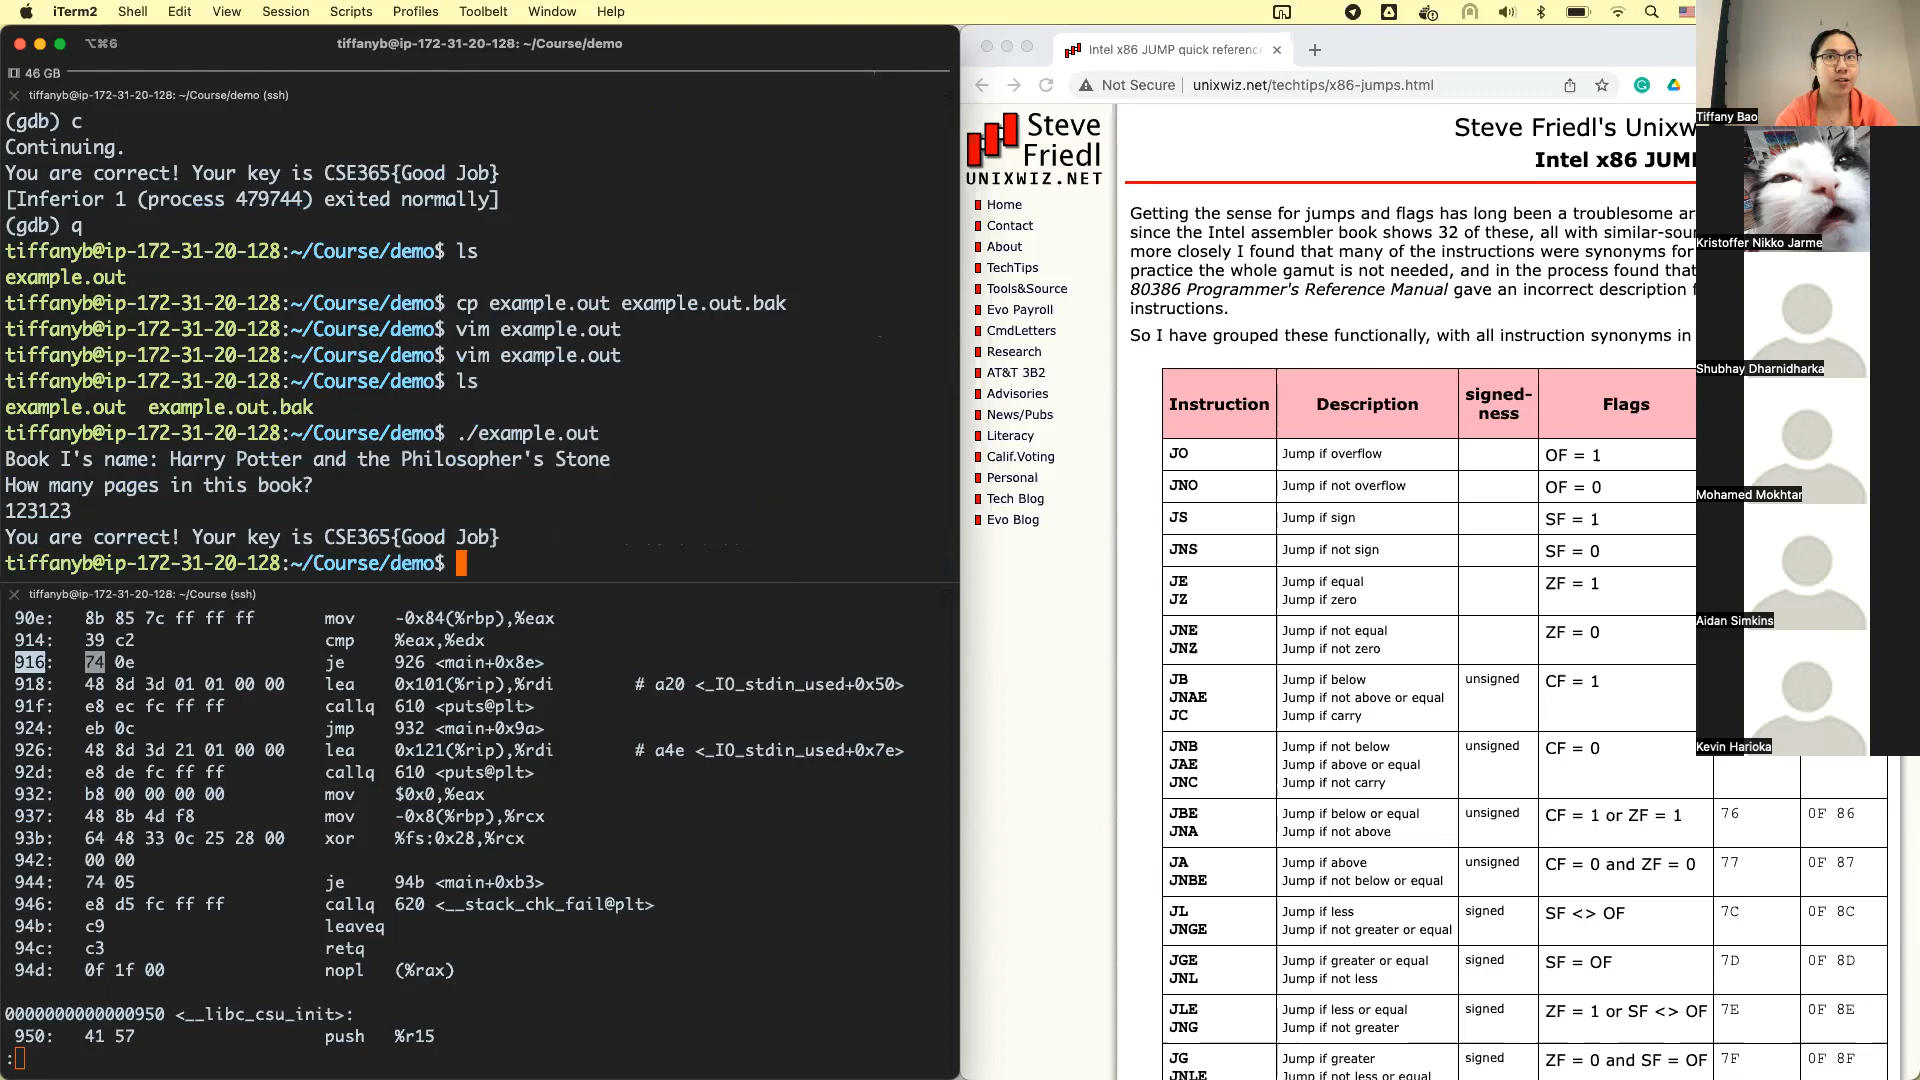 iTerm2 Shell Edit View Session Scripts Profiles Toolbelt Window Help
⌥⌘6 tiffanyb@ip-172-31-20-128: ~/Course/demo
46 GB
tiffanyb@ip-172-31-20-128: ~/Course/demo (ssh)
(gdb) c
Continuing.
You are correct! Your key is CSE365{Good Job}
[Inferior 1 (process 479744) exited normally]
(gdb) q
tiffanyb@ip-172-31-20-128:~/Course/demo$ ls
example.out
tiffanyb@ip-172-31-20-128:~/Course/demo$ cp example.out example.out.bak
tiffanyb@ip-172-31-20-128:~/Course/demo$ vim example.out
tiffanyb@ip-172-31-20-128:~/Course/demo$ vim example.out
tiffanyb@ip-172-31-20-128:~/Course/demo$ ls
example.out example.out.bak
tiffanyb@ip-172-31-20-128:~/Course/demo$ ./example.out
Book I's name: Harry Potter and the Philosopher's Stone
How many pages in this book?
123123
You are correct! Your key is CSE365{Good Job}
tiffanyb@ip-172-31-20-128:~/Course/demo$
tiffanyb@ip-172-31-20-128: ~/Course (ssh)
90e: 8b 85 7c ff ff ff mov -0x84(%rbp),%eax
914: 39 c2 cmp %eax,%edx
916: 74 0e je 926 <main+0x8e>
918: 48 8d 3d 01 01 00 00 lea 0x101(%rip),%rdi # a20 <_IO_stdin_used+0x50>
91f: e8 ec fc ff ff callq 610 <puts@plt>
924: eb 0c jmp 932 <main+0x9a>
926: 48 8d 3d 21 01 00 00 lea 0x121(%rip),%rdi # a4e <_IO_stdin_used+0x7e>
92d: e8 de fc ff ff callq 610 <puts@plt>
932: b8 00 00 00 00 mov $0x0,%eax
937: 48 8b 4d f8 mov -0x8(%rbp),%rcx
93b: 64 48 33 0c 25 28 00 xor %fs:0x28,%rcx
942: 00 00
944: 74 05 je 94b <main+0xb3>
946: e8 d5 fc ff ff callq 620 <__stack_chk_fail@plt>
94b: c9 leaveq
94c: c3 retq
94d: 0f 1f 00 nopl (%rax)
0000000000000950 <__libc_csu_init>:
950: 41 57 push %r15
:
Intel x86 JUMP quick reference
Not Secure unixwiz.net/techtips/x86-jumps.html
Steve
Friedl
UNIXWIZ.NET
Home
Contact
About
TechTips
Tools&Source
Evo Payroll
CmdLetters
Research
AT&T 3B2
Advisories
News/Pubs
Literacy
Calif.Voting
Personal
Tech Blog
Evo Blog
Steve Friedl's Unixw
Intel x86 JUM
Getting the sense for jumps and flags has long been a troublesome ar
since the Intel assembler book shows 32 of these, all with similar-sou
more closely I found that many of the instructions were synonyms for
practice the whole gamut is not needed, and in the process found that
80386 Programmer's Reference Manual gave an incorrect description f
instructions.
So I have grouped these functionally, with all instruction synonyms in
Instruction Description signed-ness Flags
JO Jump if overflow OF = 1
JNO Jump if not overflow OF = 0
JS Jump if sign SF = 1
JNS Jump if not sign SF = 0
JE Jump if equal ZF = 1
JZ Jump if zero
JNE Jump if not equal ZF = 0
JNZ Jump if not zero
JB Jump if below unsigned CF = 1
JNAE Jump if not above or equal
JC Jump if carry
JNB Jump if not below unsigned CF = 0
JAE Jump if above or equal
JNC Jump if not carry
JBE Jump if below or equal unsigned CF = 1 or ZF = 1 76 0F 86
JNA Jump if not above
JA Jump if above unsigned CF = 0 and ZF = 0 77 0F 87
JNBE Jump if not below or equal
JL Jump if less signed SF <> OF 7C 0F 8C
JNGE Jump if not greater or equal
JGE Jump if greater or equal signed SF = OF 7D 0F 8D
JNL Jump if not less
JLE Jump if less or equal signed ZF = 1 or SF <> OF 7E 0F 8E
JNG Jump if not greater
JG Jump if greater signed ZF = 0 and SF = OF 7F 0F 8F
JNLE Jump if not less or equal
Tiffany Bao
Kristoffer Nikko Jarme
Shubhay Dharnidharka
Mohamed Mokhtar
Aidan Simkins
Kevin Harioka